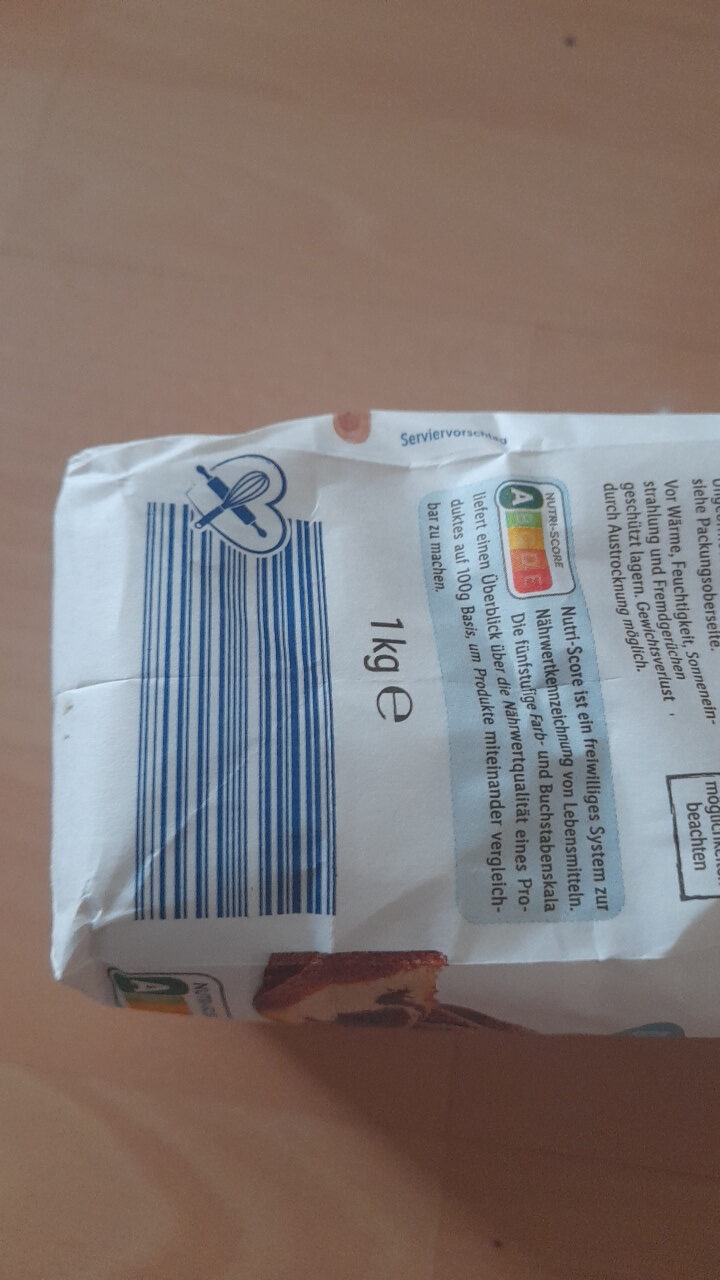 siehe Packungsoberseite.
Vor Wärme, Feuchtigkeit, Sonnenein-
strahlung und Fremdgerüchen
geschützt lagern. Gewichtsverlust
durch Austrocknung möglich.
beachten
NUTRI-SCORE
A B C D E
Nutri-Score ist ein freiwilliges System zur
Nährwertkennzeichnung von Lebensmitteln.
Die fünfstufige Farb- und Buchstabenskala
liefert einen Überblick über die Nährwertqualität eines Pro-
duktes auf 100g Basis, um Produkte miteinander vergleich-
bar zu machen.
1 kg e
Serviervorschlag
A